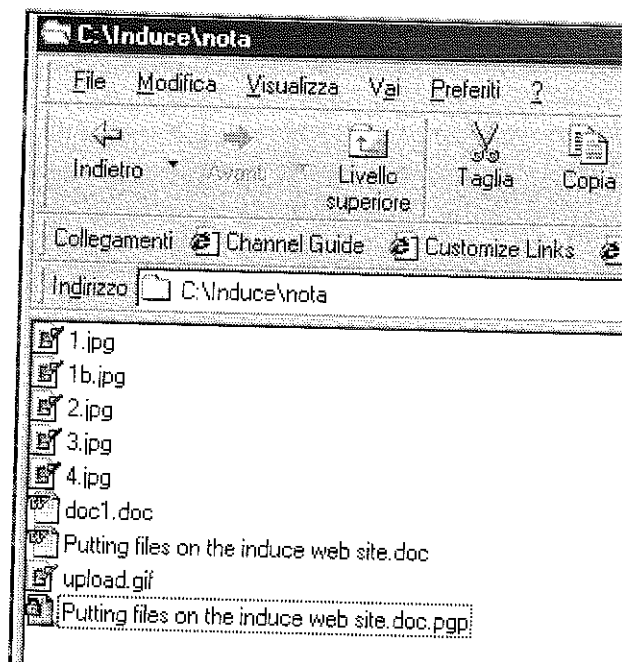 C:\Induce\nota
File Modifica Visualizza Vai Preferiti ?
Indietro Avanti Livello superiore Taglia Copia
Collegamenti Channel Guide Customize Links
Indirizzo C:\Induce\nota
1.jpg
1b.jpg
2.jpg
3.jpg
4.jpg
doc1.doc
Putting files on the induce web site.doc
upload.gif
Putting files on the induce web site.doc.pgp